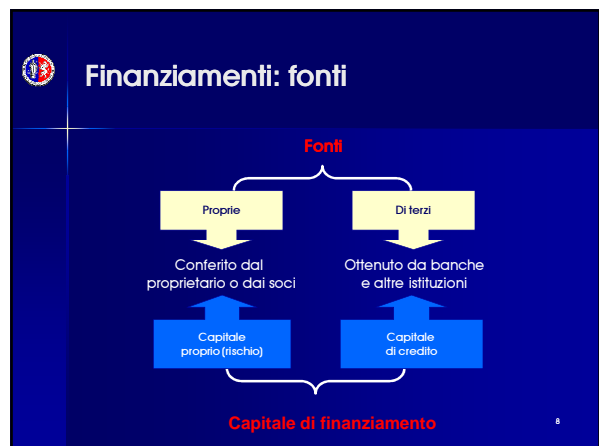 Finanziamenti: fonti
Fonti
Proprie
Di terzi
Conferito dal
proprietario o dai soci
Ottenuto da banche
e altre istituzioni
Capitale
proprio (rischio)
Capitale
di credito
Capitale di finanziamento
8